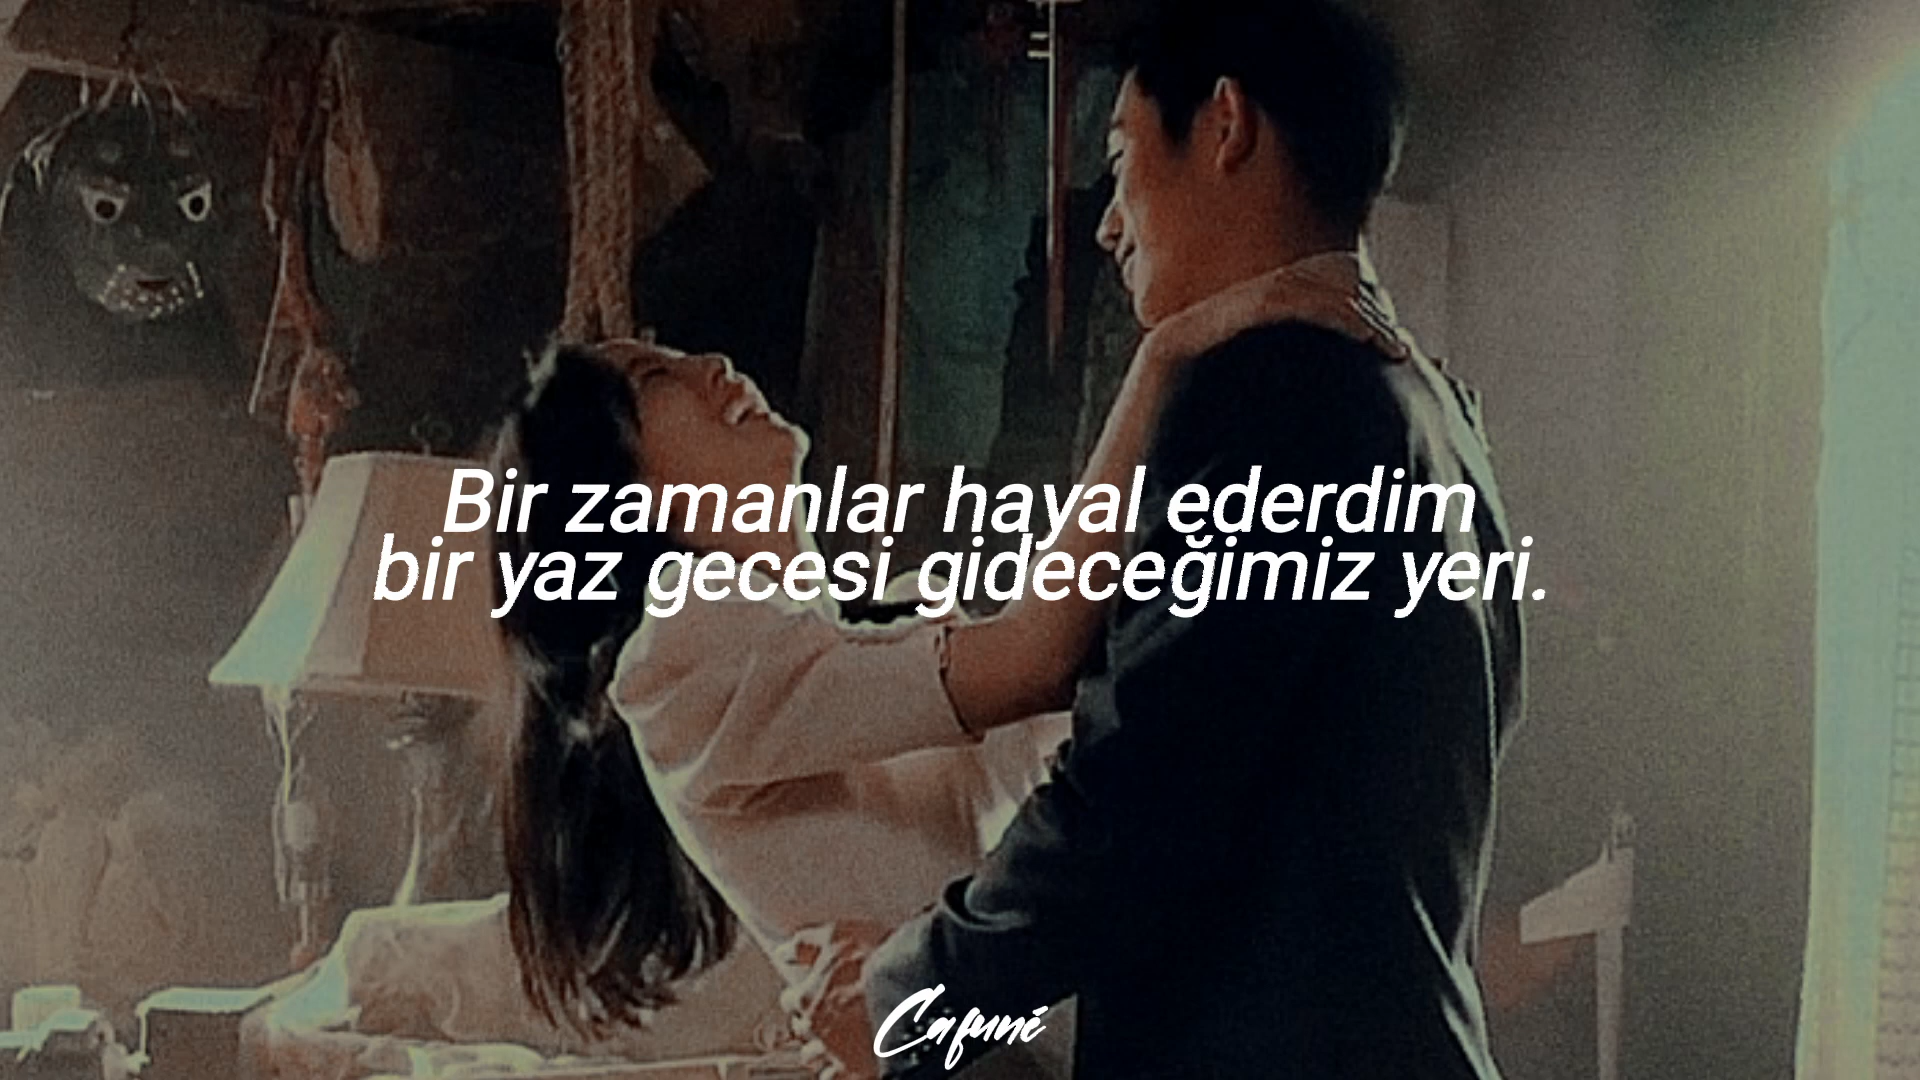 Bir zamanlar hayal ederdim
bir yaz gecesi gideceğimiz yeri.
Cafuné